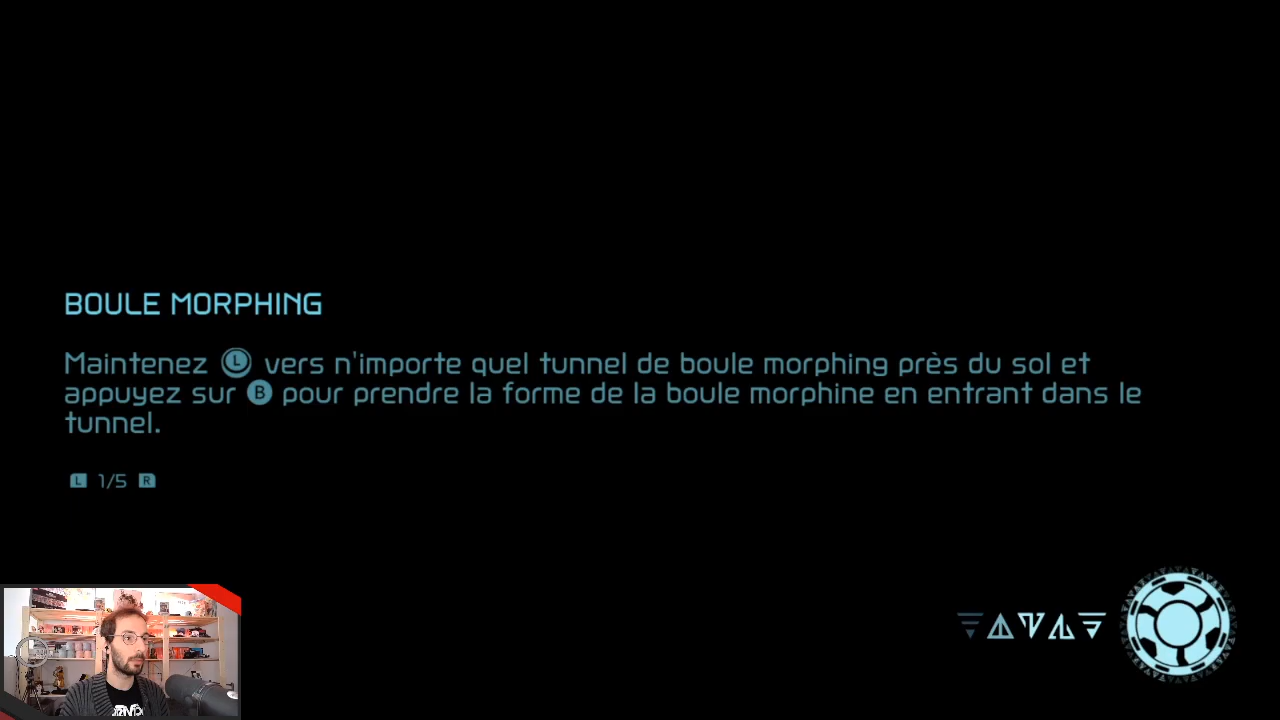 BOULE MORPHING
Maintenez L vers n'importe quel tunnel de boule morphing près du sol et
appuyez sur B pour prendre la forme de la boule morphine en entrant dans le
tunnel.
L 1/5 R